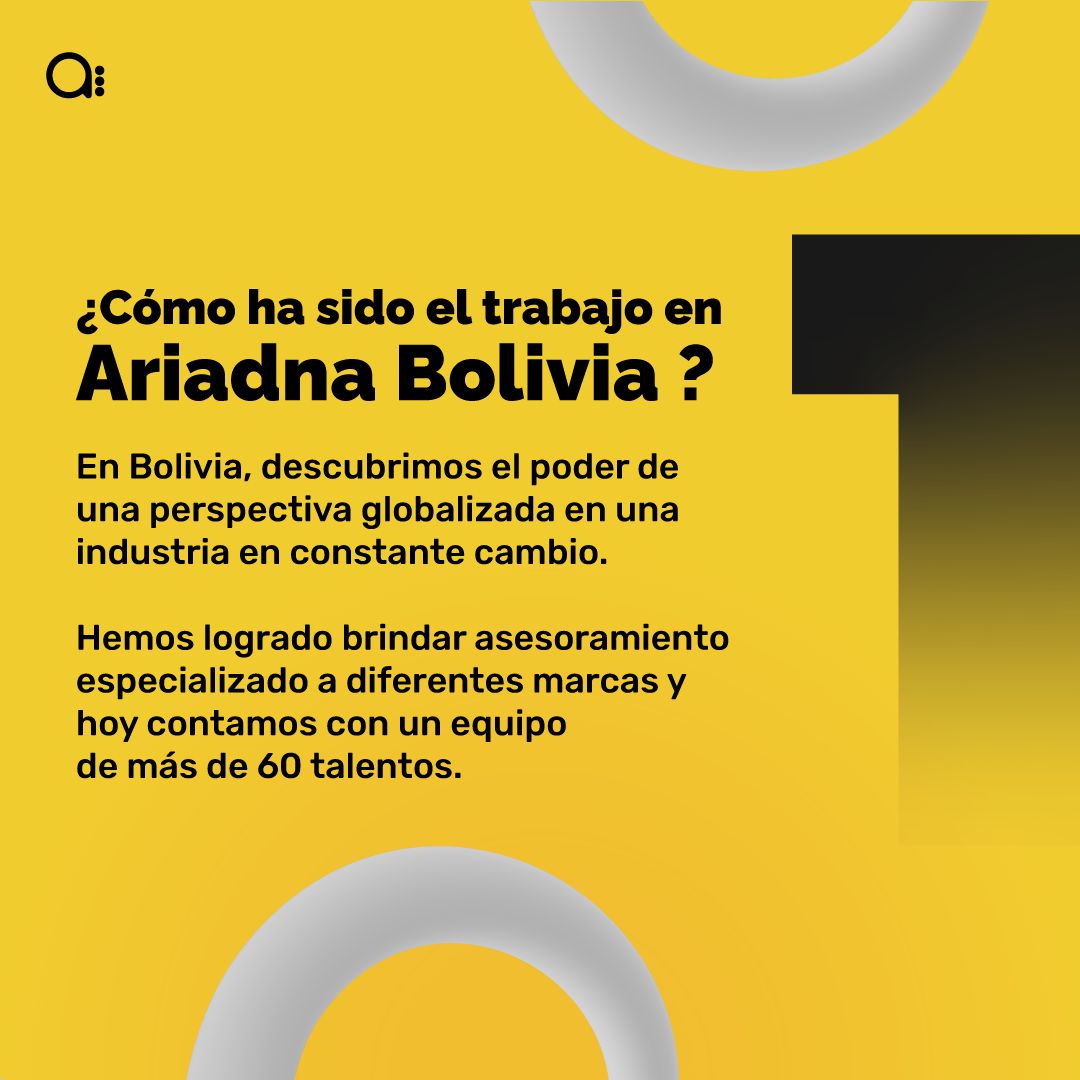 a:
¿Cómo ha sido el trabajo en
Ariadna Bolivia ?
En Bolivia, descubrimos el poder de
una perspectiva globalizada en una
industria en constante cambio.
Hemos logrado brindar asesoramiento
especializado a diferentes marcas y
hoy contamos con un equipo
de más de 60 talentos.
1